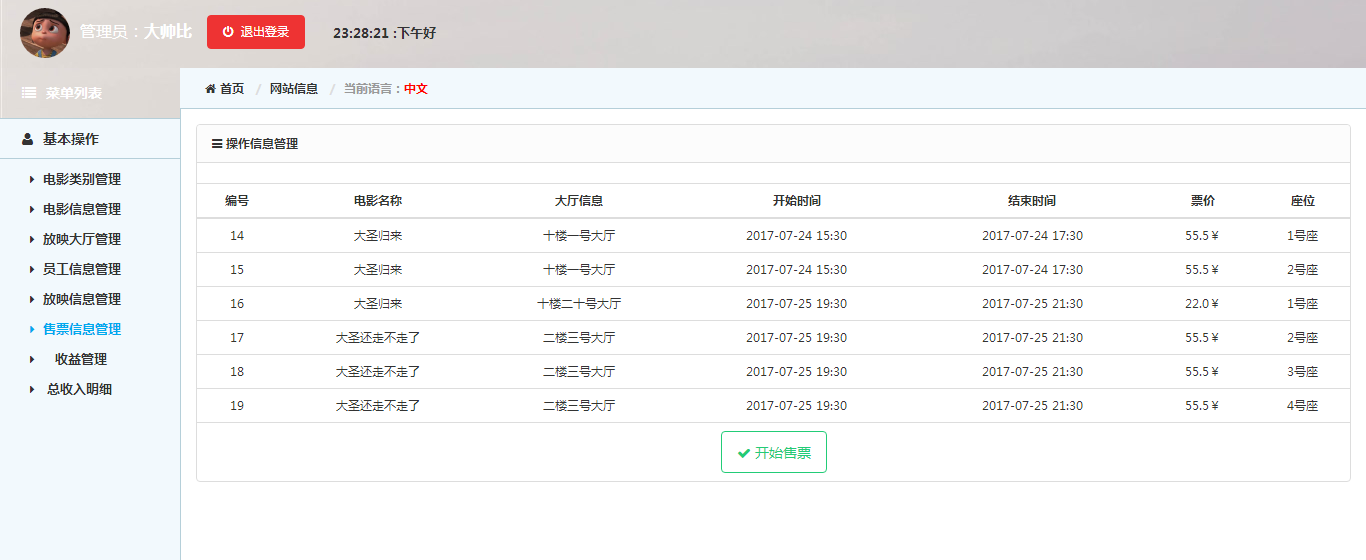 管理员：大帅比 退出登录 23:28:21 :下午好
菜单列表
首页 / 网站信息 / 当前语言：中文
基本操作
电影类别管理
电影信息管理
放映大厅管理
员工信息管理
放映信息管理
售票信息管理
收益管理
总收入明细
操作信息管理
编号 电影名称 大厅信息 开始时间 结束时间 票价 座位
14 大圣归来 十楼一号大厅 2017-07-24 15:30 2017-07-24 17:30 55.5￥ 1号座
15 大圣归来 十楼一号大厅 2017-07-24 15:30 2017-07-24 17:30 55.5￥ 2号座
16 大圣归来 十楼二十号大厅 2017-07-25 19:30 2017-07-25 21:30 22.0￥ 1号座
17 大圣还走不走了 二楼三号大厅 2017-07-25 19:30 2017-07-25 21:30 55.5￥ 2号座
18 大圣还走不走了 二楼三号大厅 2017-07-25 19:30 2017-07-25 21:30 55.5￥ 3号座
19 大圣还走不走了 二楼三号大厅 2017-07-25 19:30 2017-07-25 21:30 55.5￥ 4号座
开始售票